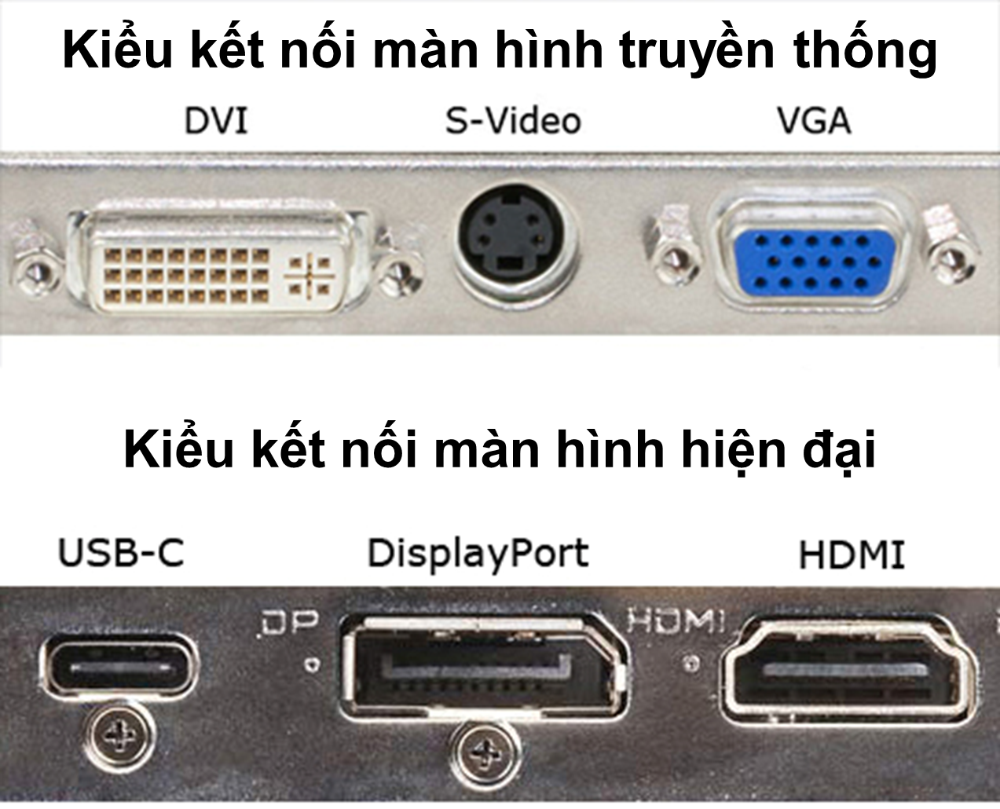 Kiểu kết nối màn hình truyền thống
DVI S-Video VGA
Kiểu kết nối màn hình hiện đại
USB-C DisplayPort HDMI
DP HDMI